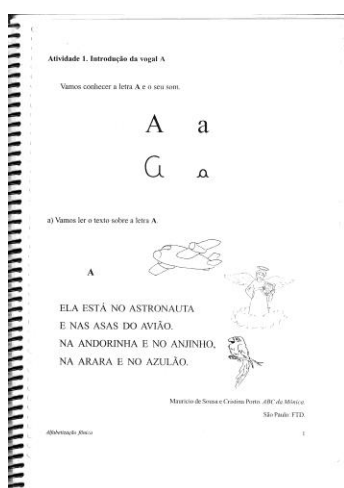 Atividade 1. Introdução da vogal A
Vamos conhecer a letra A e o seu som.
A a
A a
a) Vamos ler o texto sobre a letra A
A
ELA ESTÁ NO ASTRONAUTA
E NAS ASAS DO AVIÃO.
NA ANDORINHA E NO ANJINHO,
NA ARARA E NO AZULÃO.
Mauricio de Sousa e Cristina Porto. ABC da Mônica.
São Paulo: FTD.
Alfabetização fônica 1